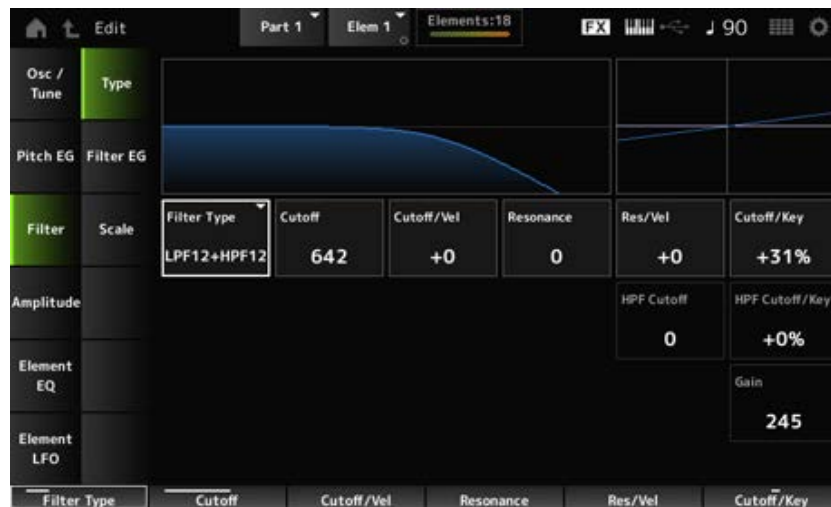 Edit
Part 1
Elem 1
Elements:18
FX
90
Osc /
Tune
Type
Pitch EG
Filter EG
Filter
Scale
Filter Type
Cutoff
Cutoff/Vel
Resonance
Res/Vel
Cutoff/Key
LPF12+HPF12
642
+0
0
+0
+31%
Amplitude
HPF Cutoff
HPF Cutoff/Key
0
+0%
Element
EQ
Gain
245
Element
LFO
Filter Type
Cutoff
Cutoff/Vel
Resonance
Res/Vel
Cutoff/Key